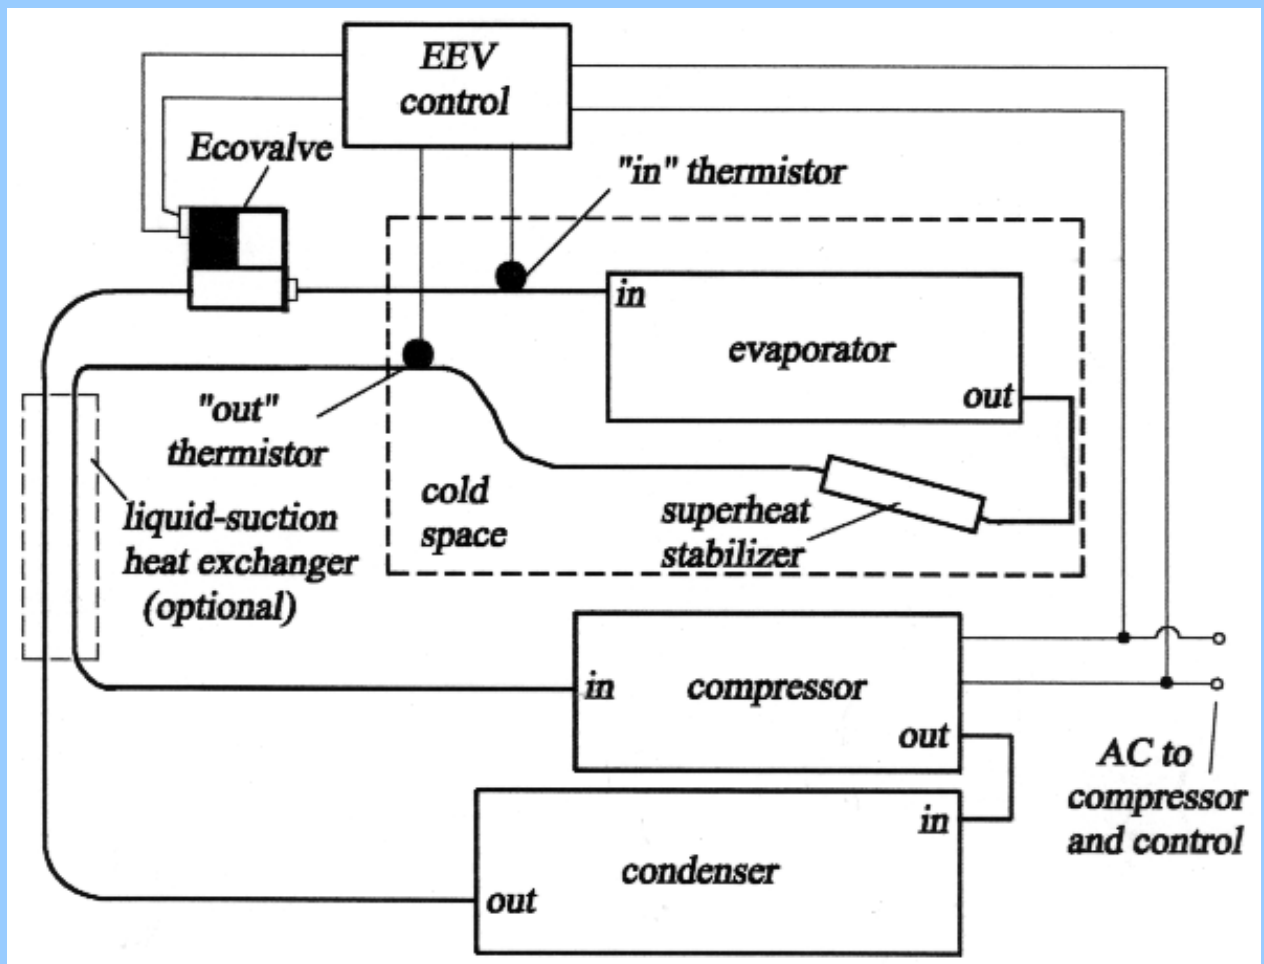 EEV
control
Ecovalve
"in" thermistor
in
evaporator
out
"out"
thermistor
cold
space
superheat
stabilizer
liquid-suction
heat exchanger
(optional)
in
compressor
out
AC to
compressor
and control
in
condenser
out